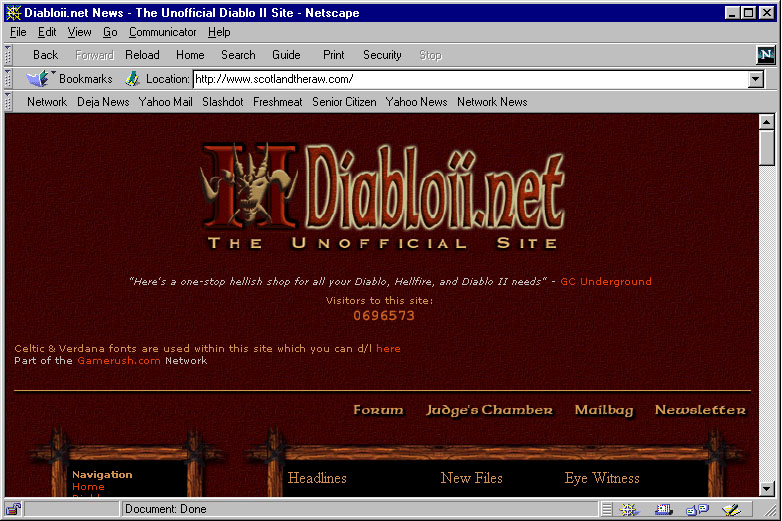 Diabloii.net News - The Unofficial Diablo II Site - Netscape
File Edit View Go Communicator Help
Back Forward Reload Home Search Guide Print Security Stop N
Bookmarks Location: http://www.scotlandtheraw.com/
Network Deja News Yahoo Mail Slashdot Freshmeat Senior Citizen Yahoo News Network News
II Diabloii.net
The Unofficial Site
"Here's a one-stop hellish shop for all your Diablo, Hellfire, and Diablo II needs" - GC Underground
Visitors to this site:
0696573
Celtic & Verdana fonts are used within this site which you can d/l here
Part of the Gamerush.com Network
Forum Judge's Chamber Mailbag Newsletter
Navigation
Headlines New Files Eye Witness
Home
Document: Done